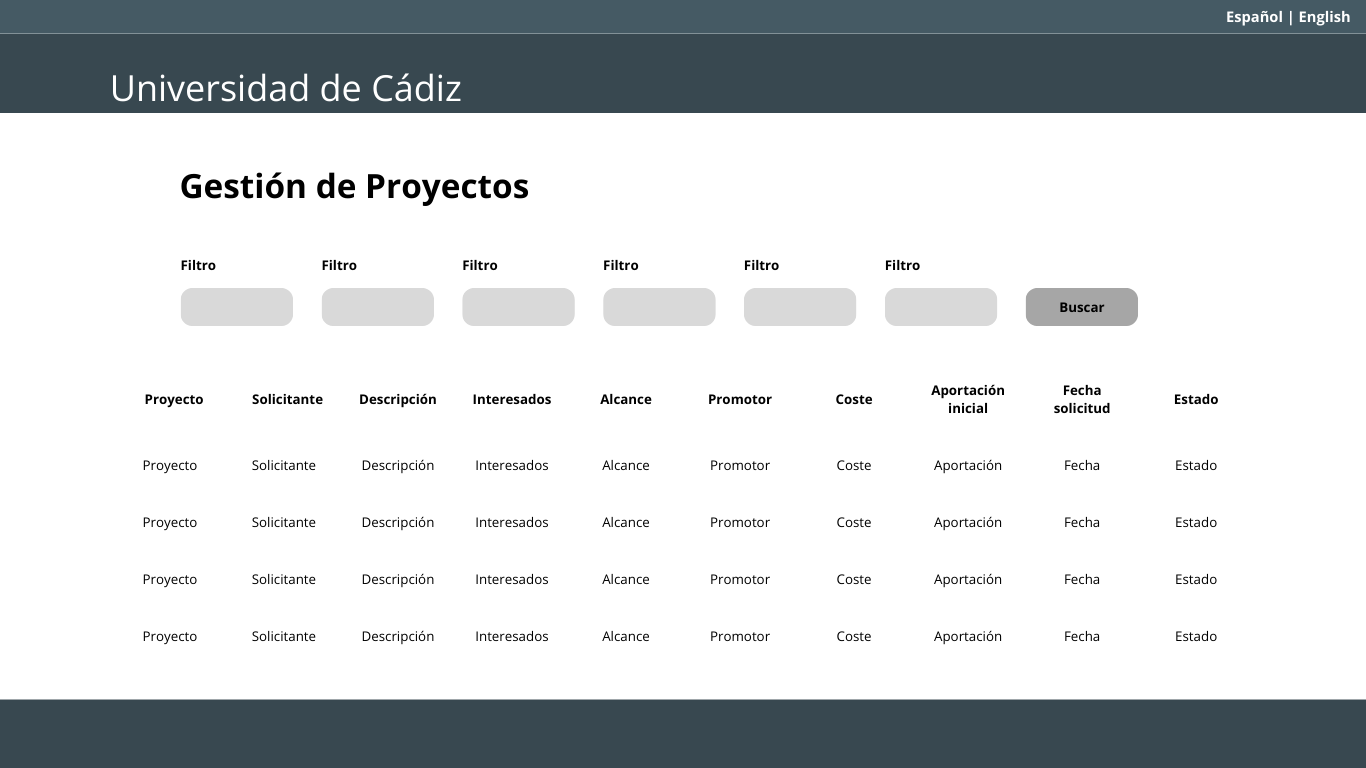 Español | English
Universidad de Cádiz
Gestión de Proyectos
Filtro Filtro Filtro Filtro Filtro Filtro
Buscar
Proyecto Solicitante Descripción Interesados Alcance Promotor Coste Aportación inicial Fecha solicitud Estado
Proyecto Solicitante Descripción Interesados Alcance Promotor Coste Aportación Fecha Estado
Proyecto Solicitante Descripción Interesados Alcance Promotor Coste Aportación Fecha Estado
Proyecto Solicitante Descripción Interesados Alcance Promotor Coste Aportación Fecha Estado
Proyecto Solicitante Descripción Interesados Alcance Promotor Coste Aportación Fecha Estado